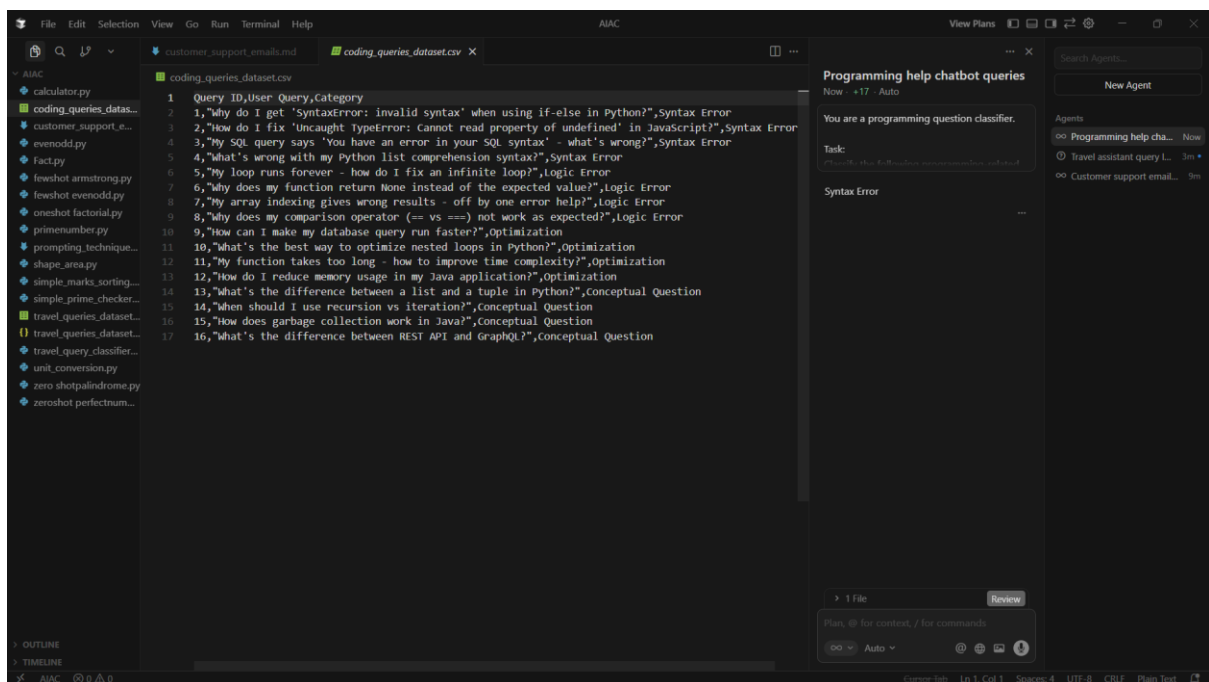 File Edit Selection View Go Run Terminal Help
AIAC
View Plans
AIAC
calculator.py
coding_queries_datas...
customer_support_e...
evenodd.py
Fact.py
fewshot armstrong.py
fewshot evenodd.py
oneshot factorial.py
primenumber.py
prompting_technique...
shape_area.py
simple_marks_sorting....
simple_prime_checker...
travel_queries_dataset...
travel_queries_dataset...
travel_query_classifier...
unit_conversion.py
zero shotpalindrome.py
zeroshot perfectnum...
OUTLINE
TIMELINE
customer_support_emails.md
coding_queries_dataset.csv
coding_queries_dataset.csv
1 Query ID,User Query,Category
2 1,"Why do I get 'SyntaxError: invalid syntax' when using if-else in Python?",Syntax Error
3 2,"How do I fix 'Uncaught TypeError: Cannot read property of undefined' in JavaScript?",Syntax Error
4 3,"My SQL query says 'You have an error in your SQL syntax' - what's wrong?",Syntax Error
5 4,"What's wrong with my Python list comprehension syntax?",Syntax Error
6 5,"My loop runs forever - how do I fix an infinite loop?",Logic Error
7 6,"Why does my function return None instead of the expected value?",Logic Error
8 7,"My array indexing gives wrong results - off by one error help?",Logic Error
9 8,"Why does my comparison operator (== vs ===) not work as expected?",Logic Error
10 9,"How can I make my database query run faster?",Optimization
11 10,"What's the best way to optimize nested loops in Python?",Optimization
12 11,"My function takes too long - how to improve time complexity?",Optimization
13 12,"How do I reduce memory usage in my Java application?",Optimization
14 13,"What's the difference between a list and a tuple in Python?",Conceptual Question
15 14,"When should I use recursion vs iteration?",Conceptual Question
16 15,"How does garbage collection work in Java?",Conceptual Question
17 16,"What's the difference between REST API and GraphQL?",Conceptual Question
Programming help chatbot queries
Now · +17 · Auto
You are a programming question classifier.
Task:
Classify the following programming-related
Syntax Error
1 File
Review
Plan, @ for context, / for commands
Auto
Search Agents...
New Agent
Agents
Programming help cha... Now
Travel assistant query l... 3m
Customer support email... 9m
AIAC 0 0
Cursor Tab Ln 1, Col 1 Spaces: 4 UTF-8 CRLF Plain Text